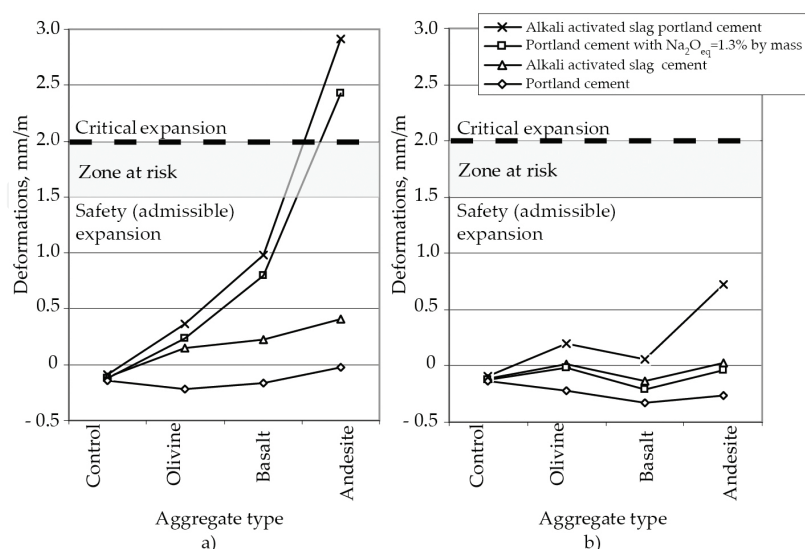 Deformations, mm/m
3.0
2.5
2.0
1.5
1.0
0.5
0
- 0.5
Critical expansion
Zone at risk
Safety (admissible)
expansion
Control
Olivine
Basalt
Andesite
Aggregate type
a)
Alkali activated slag portland cement
Portland cement with Na₂Oeq=1.3% by mass
Alkali activated slag cement
Portland cement
Deformations, mm/m
2.0
1.5
1.0
0.5
0
- 0.5
Critical expansion
Zone at risk
Safety (admissible)
expansion
Control
Olivine
Basalt
Andesite
Aggregate type
b)